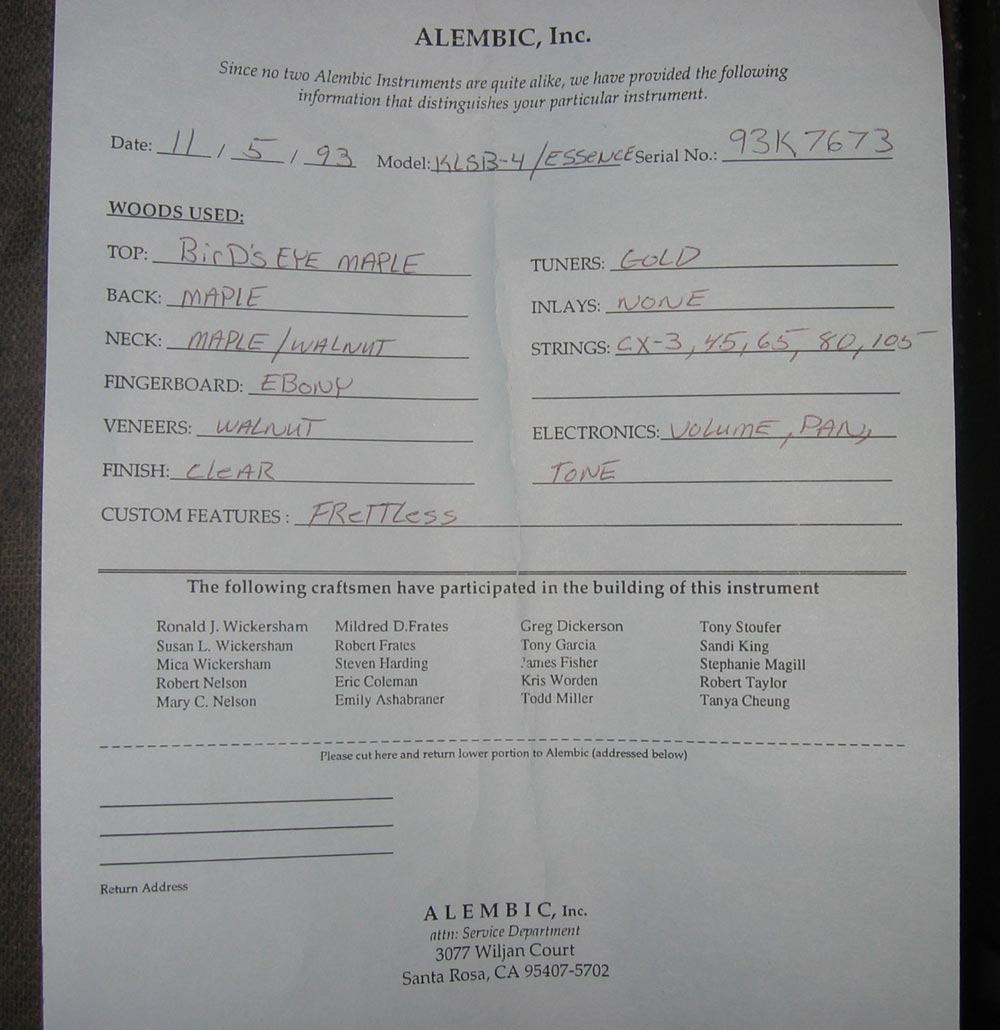 ALEMBIC, Inc.
Since no two Alembic Instruments are quite alike, we have provided the following
information that distinguishes your particular instrument.
Date: 11 / 5 / 93 Model: KLSB-4/ESSENCE Serial No.: 93K7673
WOODS USED:
TOP: BirD's EYE MAPLE
TUNERS: GOLD
BACK: MAPLE
INLAYS: NONE
NECK: MAPLE/WALNUT
STRINGS: CX-3, 45, 65, 80, 105
FINGERBOARD: EBONY
VENEERS: WALNUT
ELECTRONICS: VOLUME, PAN,
FINISH: CleAR
TONE
CUSTOM FEATURES : FReTTLess
The following craftsmen have participated in the building of this instrument
Ronald J. Wickersham Mildred D.Frates Greg Dickerson Tony Stoufer
Susan L. Wickersham Robert Frates Tony Garcia Sandi King
Mica Wickersham Steven Harding James Fisher Stephanie Magill
Robert Nelson Eric Coleman Kris Worden Robert Taylor
Mary C. Nelson Emily Ashabraner Todd Miller Tanya Cheung
Please cut here and return lower portion to Alembic (addressed below)
Return Address
ALEMBIC, Inc.
attn: Service Department
3077 Wiljan Court
Santa Rosa, CA 95407-5702